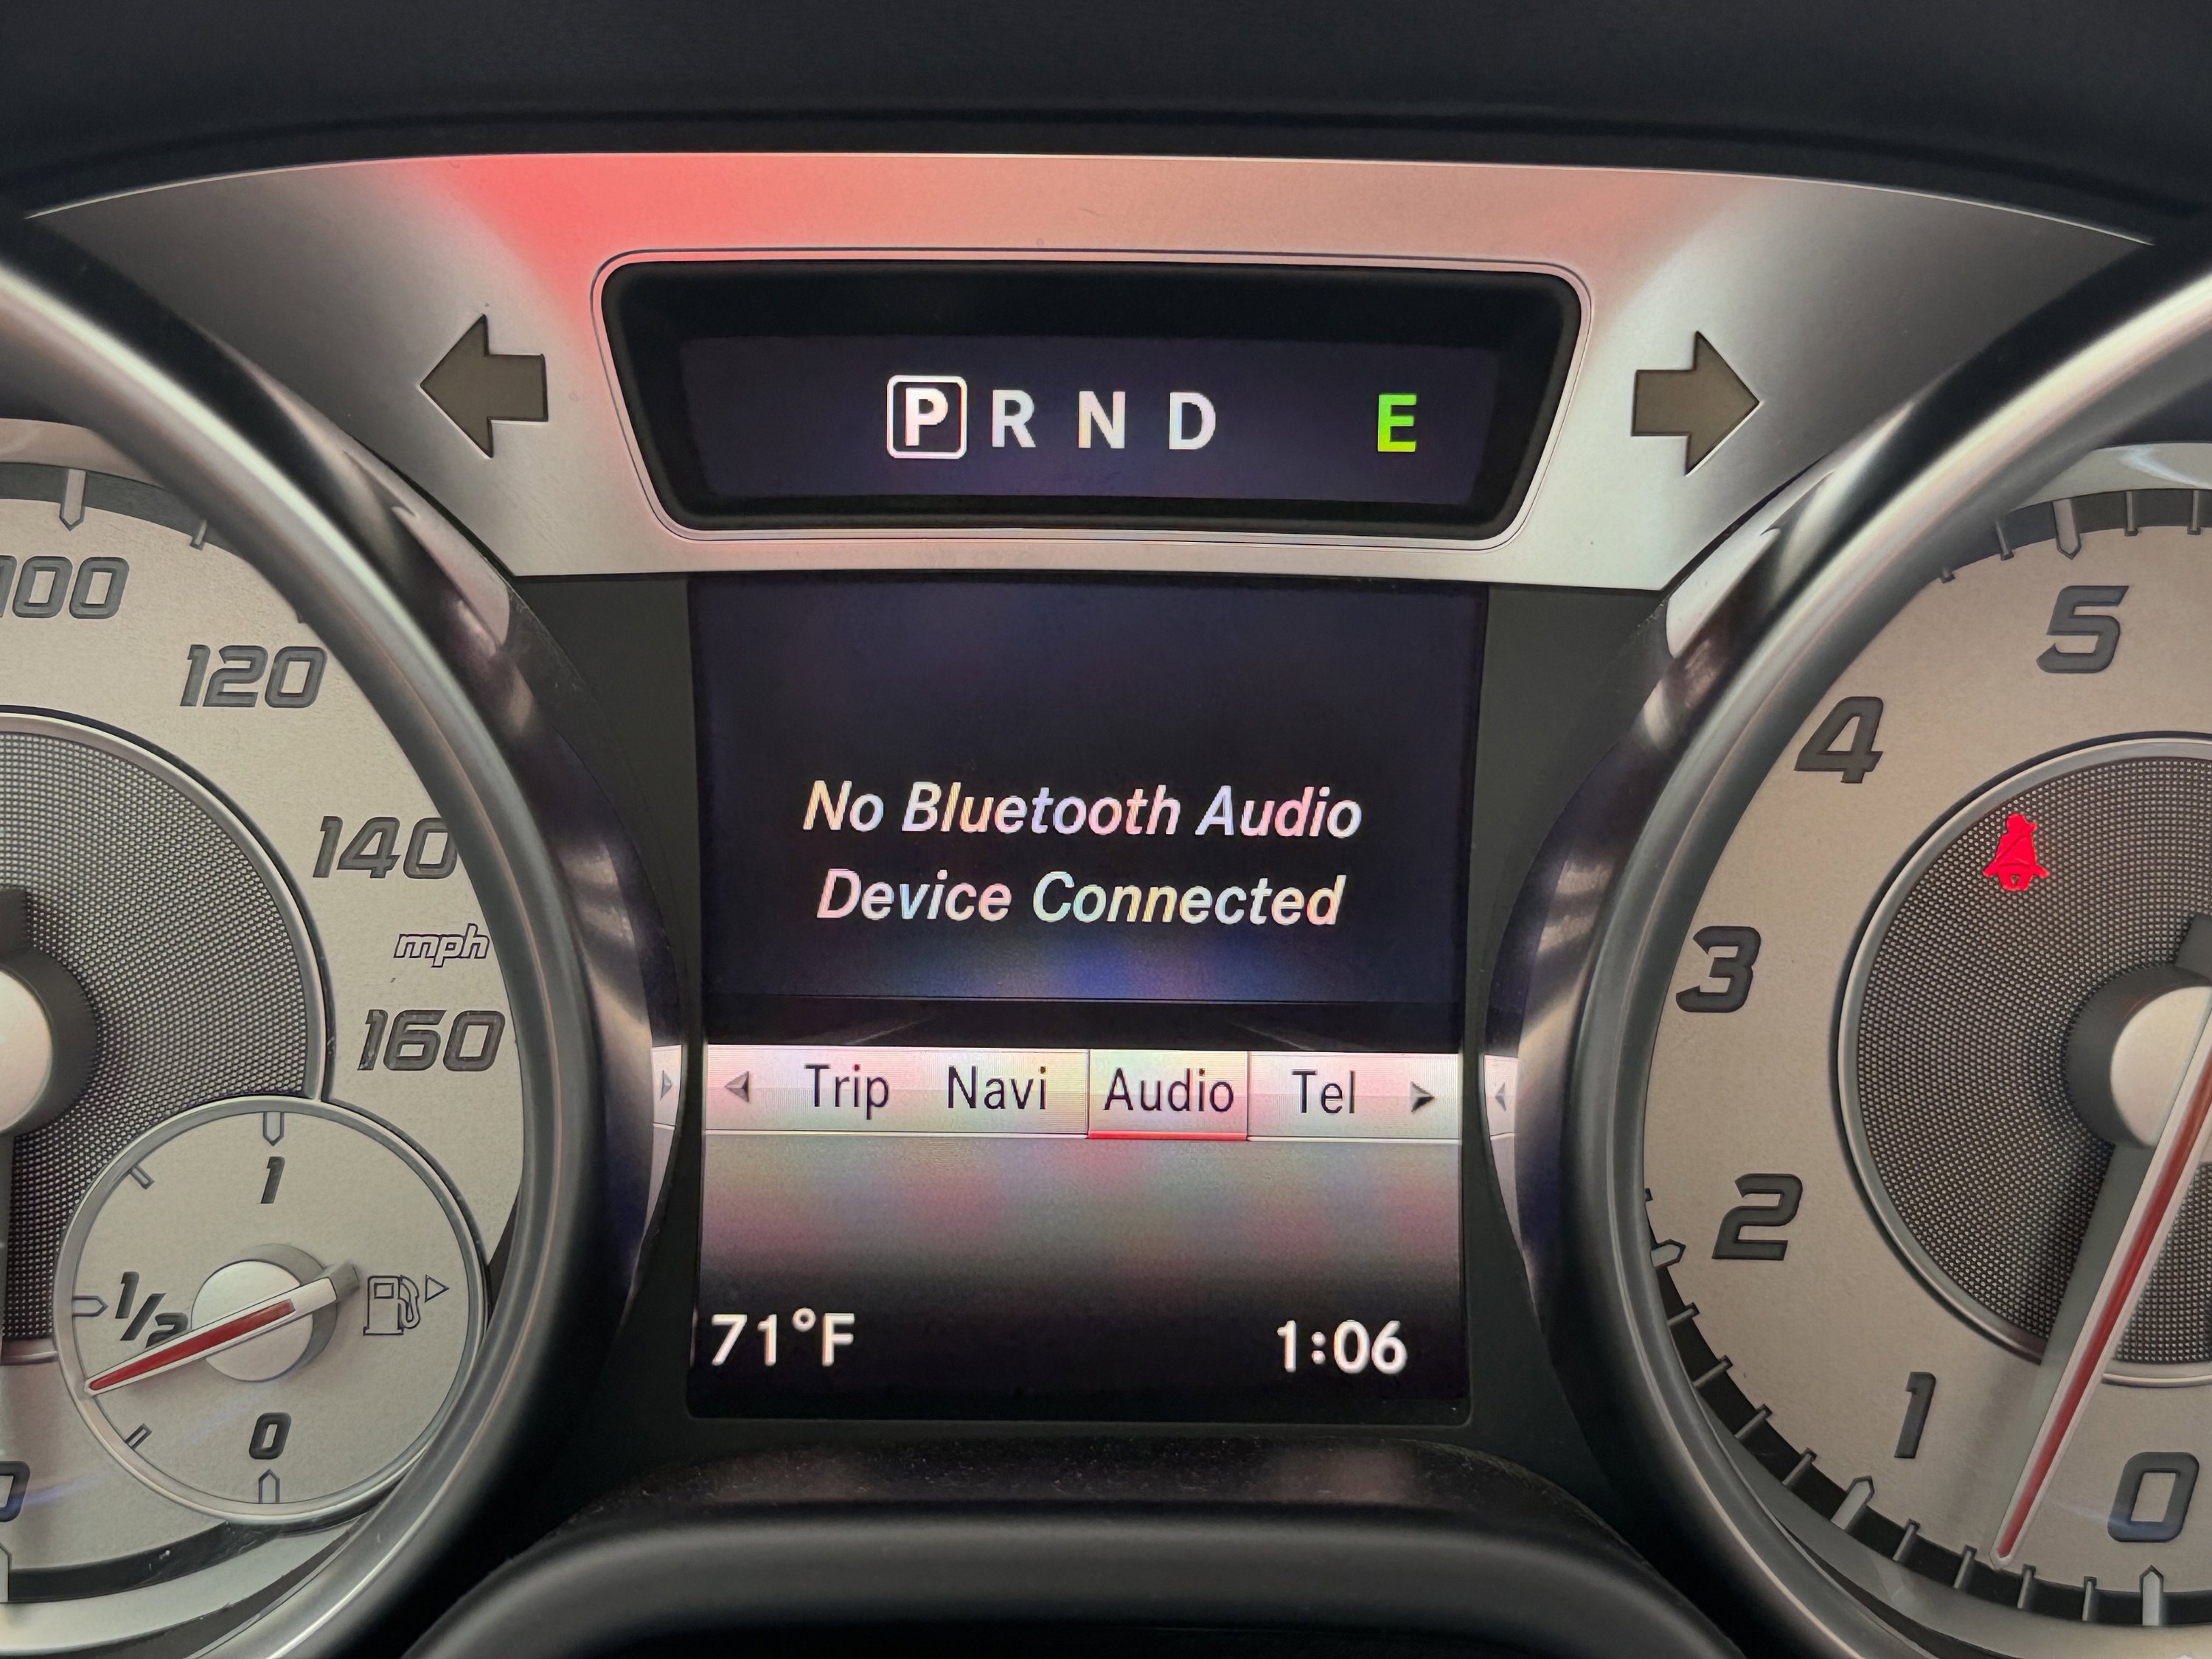 P R N D E
100
120
140
mph
160
1
1/2
0
No Bluetooth Audio
Device Connected
Trip Navi Audio Tel
71°F 1:06
5
4
3
2
1
0